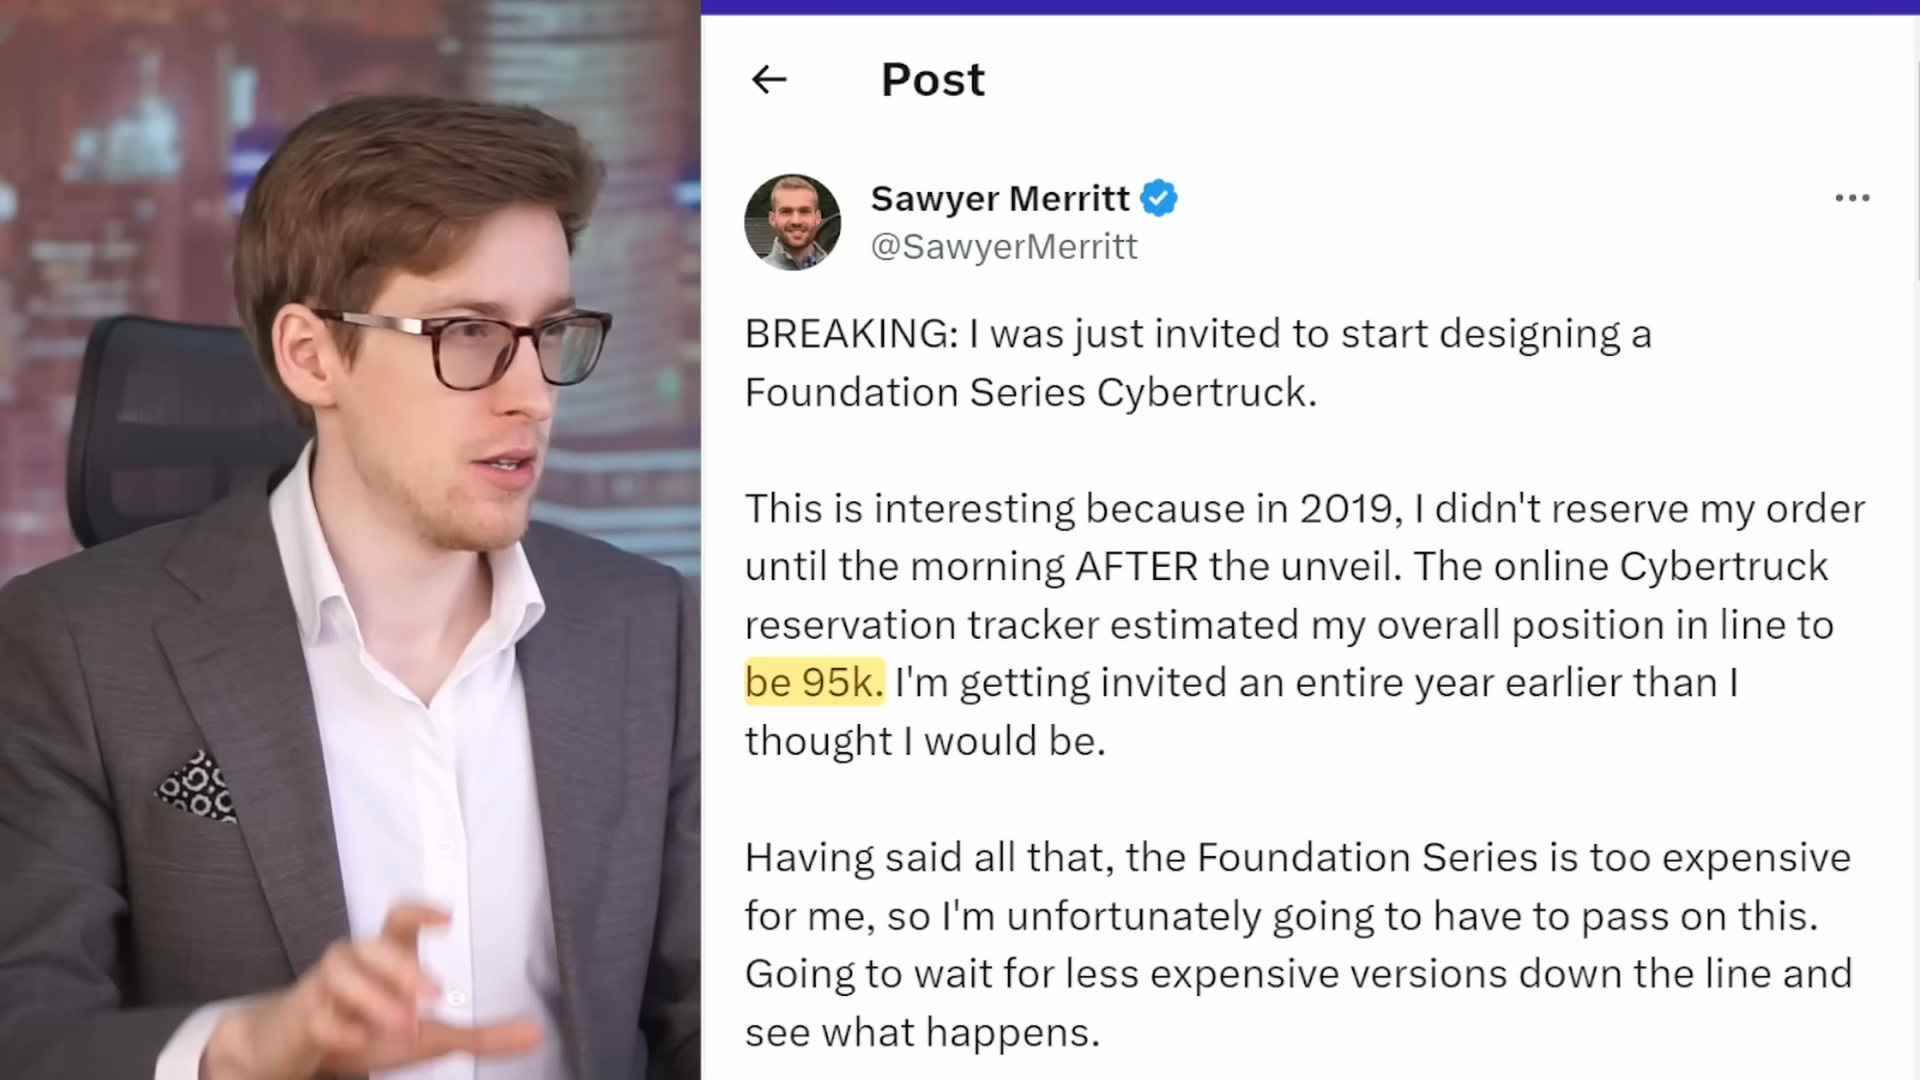 Post
Sawyer Merritt
@SawyerMerritt
BREAKING: I was just invited to start designing a
Foundation Series Cybertruck.
This is interesting because in 2019, I didn't reserve my order
until the morning AFTER the unveil. The online Cybertruck
reservation tracker estimated my overall position in line to
be 95k. I'm getting invited an entire year earlier than I
thought I would be.
Having said all that, the Foundation Series is too expensive
for me, so I'm unfortunately going to have to pass on this.
Going to wait for less expensive versions down the line and
see what happens.